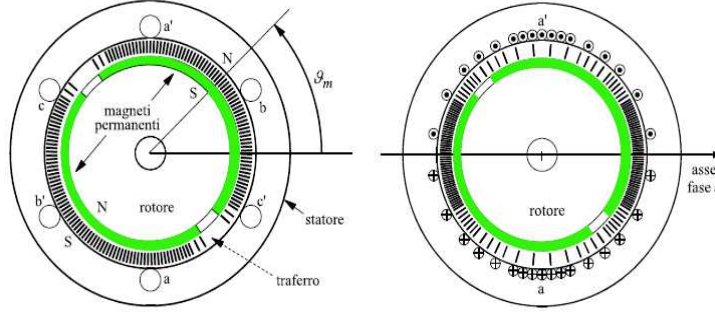 a'
N
ϑm
c
S
b
magneti
permanenti
b'
N
rotore
c'
S
statore
a
traferro
a'
asse
fase a
rotore
a